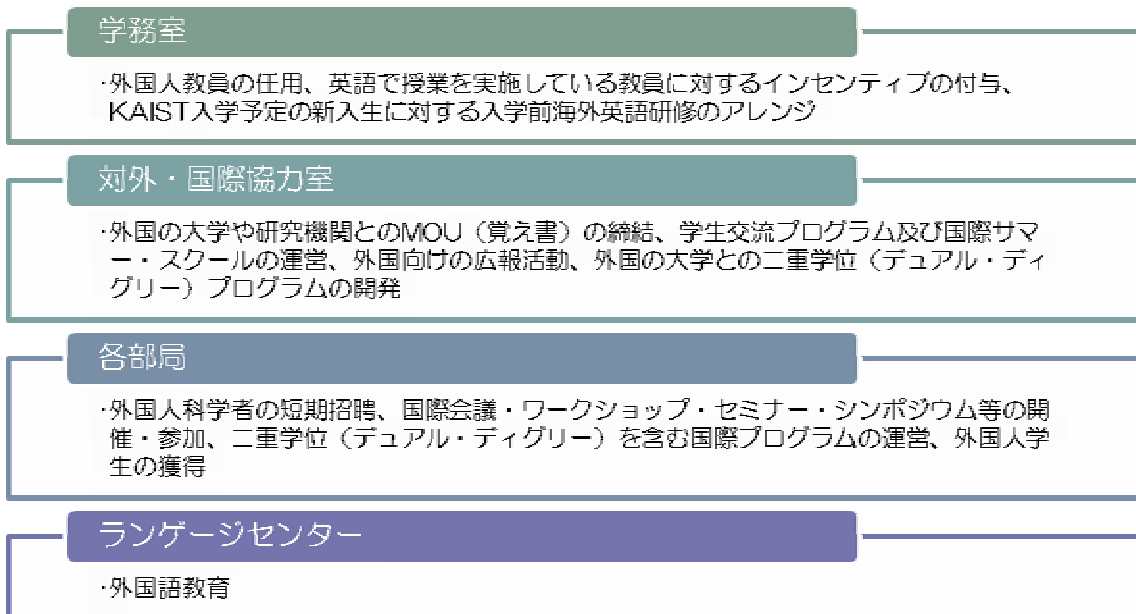 学務室
・外国人教員の任用、英語で授業を実施している教員に対するインセンティブの付与、
KAIST入学予定の新入生に対する入学前海外英語研修のアレンジ
対外・国際協力室
・外国の大学や研究機関とのMOU（覚え書）の締結、学生交流プログラム及び国際サマ
ー・スクールの運営、外国向けの広報活動、外国の大学との二重学位（デュアル・ディ
グリー）プログラムの開発
各部局
・外国人科学者の短期招聘、国際会議・ワークショップ・セミナー・シンポジウム等の開
催・参加、二重学位（デュアル・ディグリー）を含む国際プログラムの運営、外国人学
生の獲得
ランゲージセンター
・外国語教育